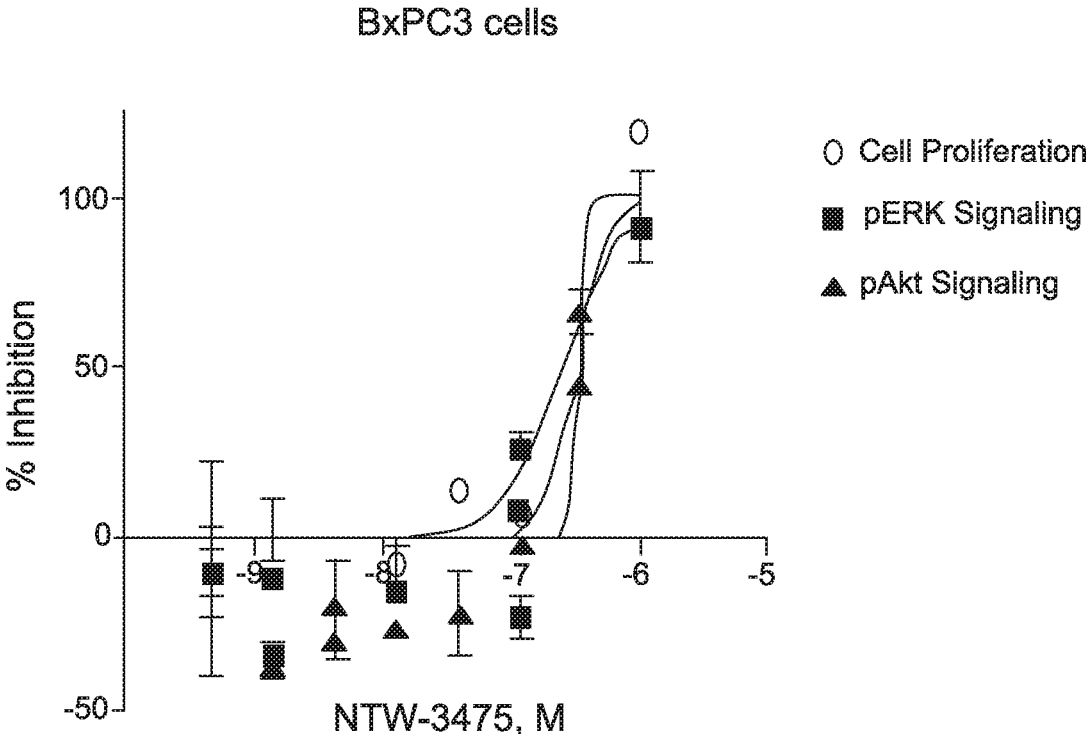 BxPC3 cells
% Inhibition
100
50
0
-50
-9
-8
-7
-6
-5
NTW-3475, M
Cell Proliferation
pERK Signaling
pAkt Signaling